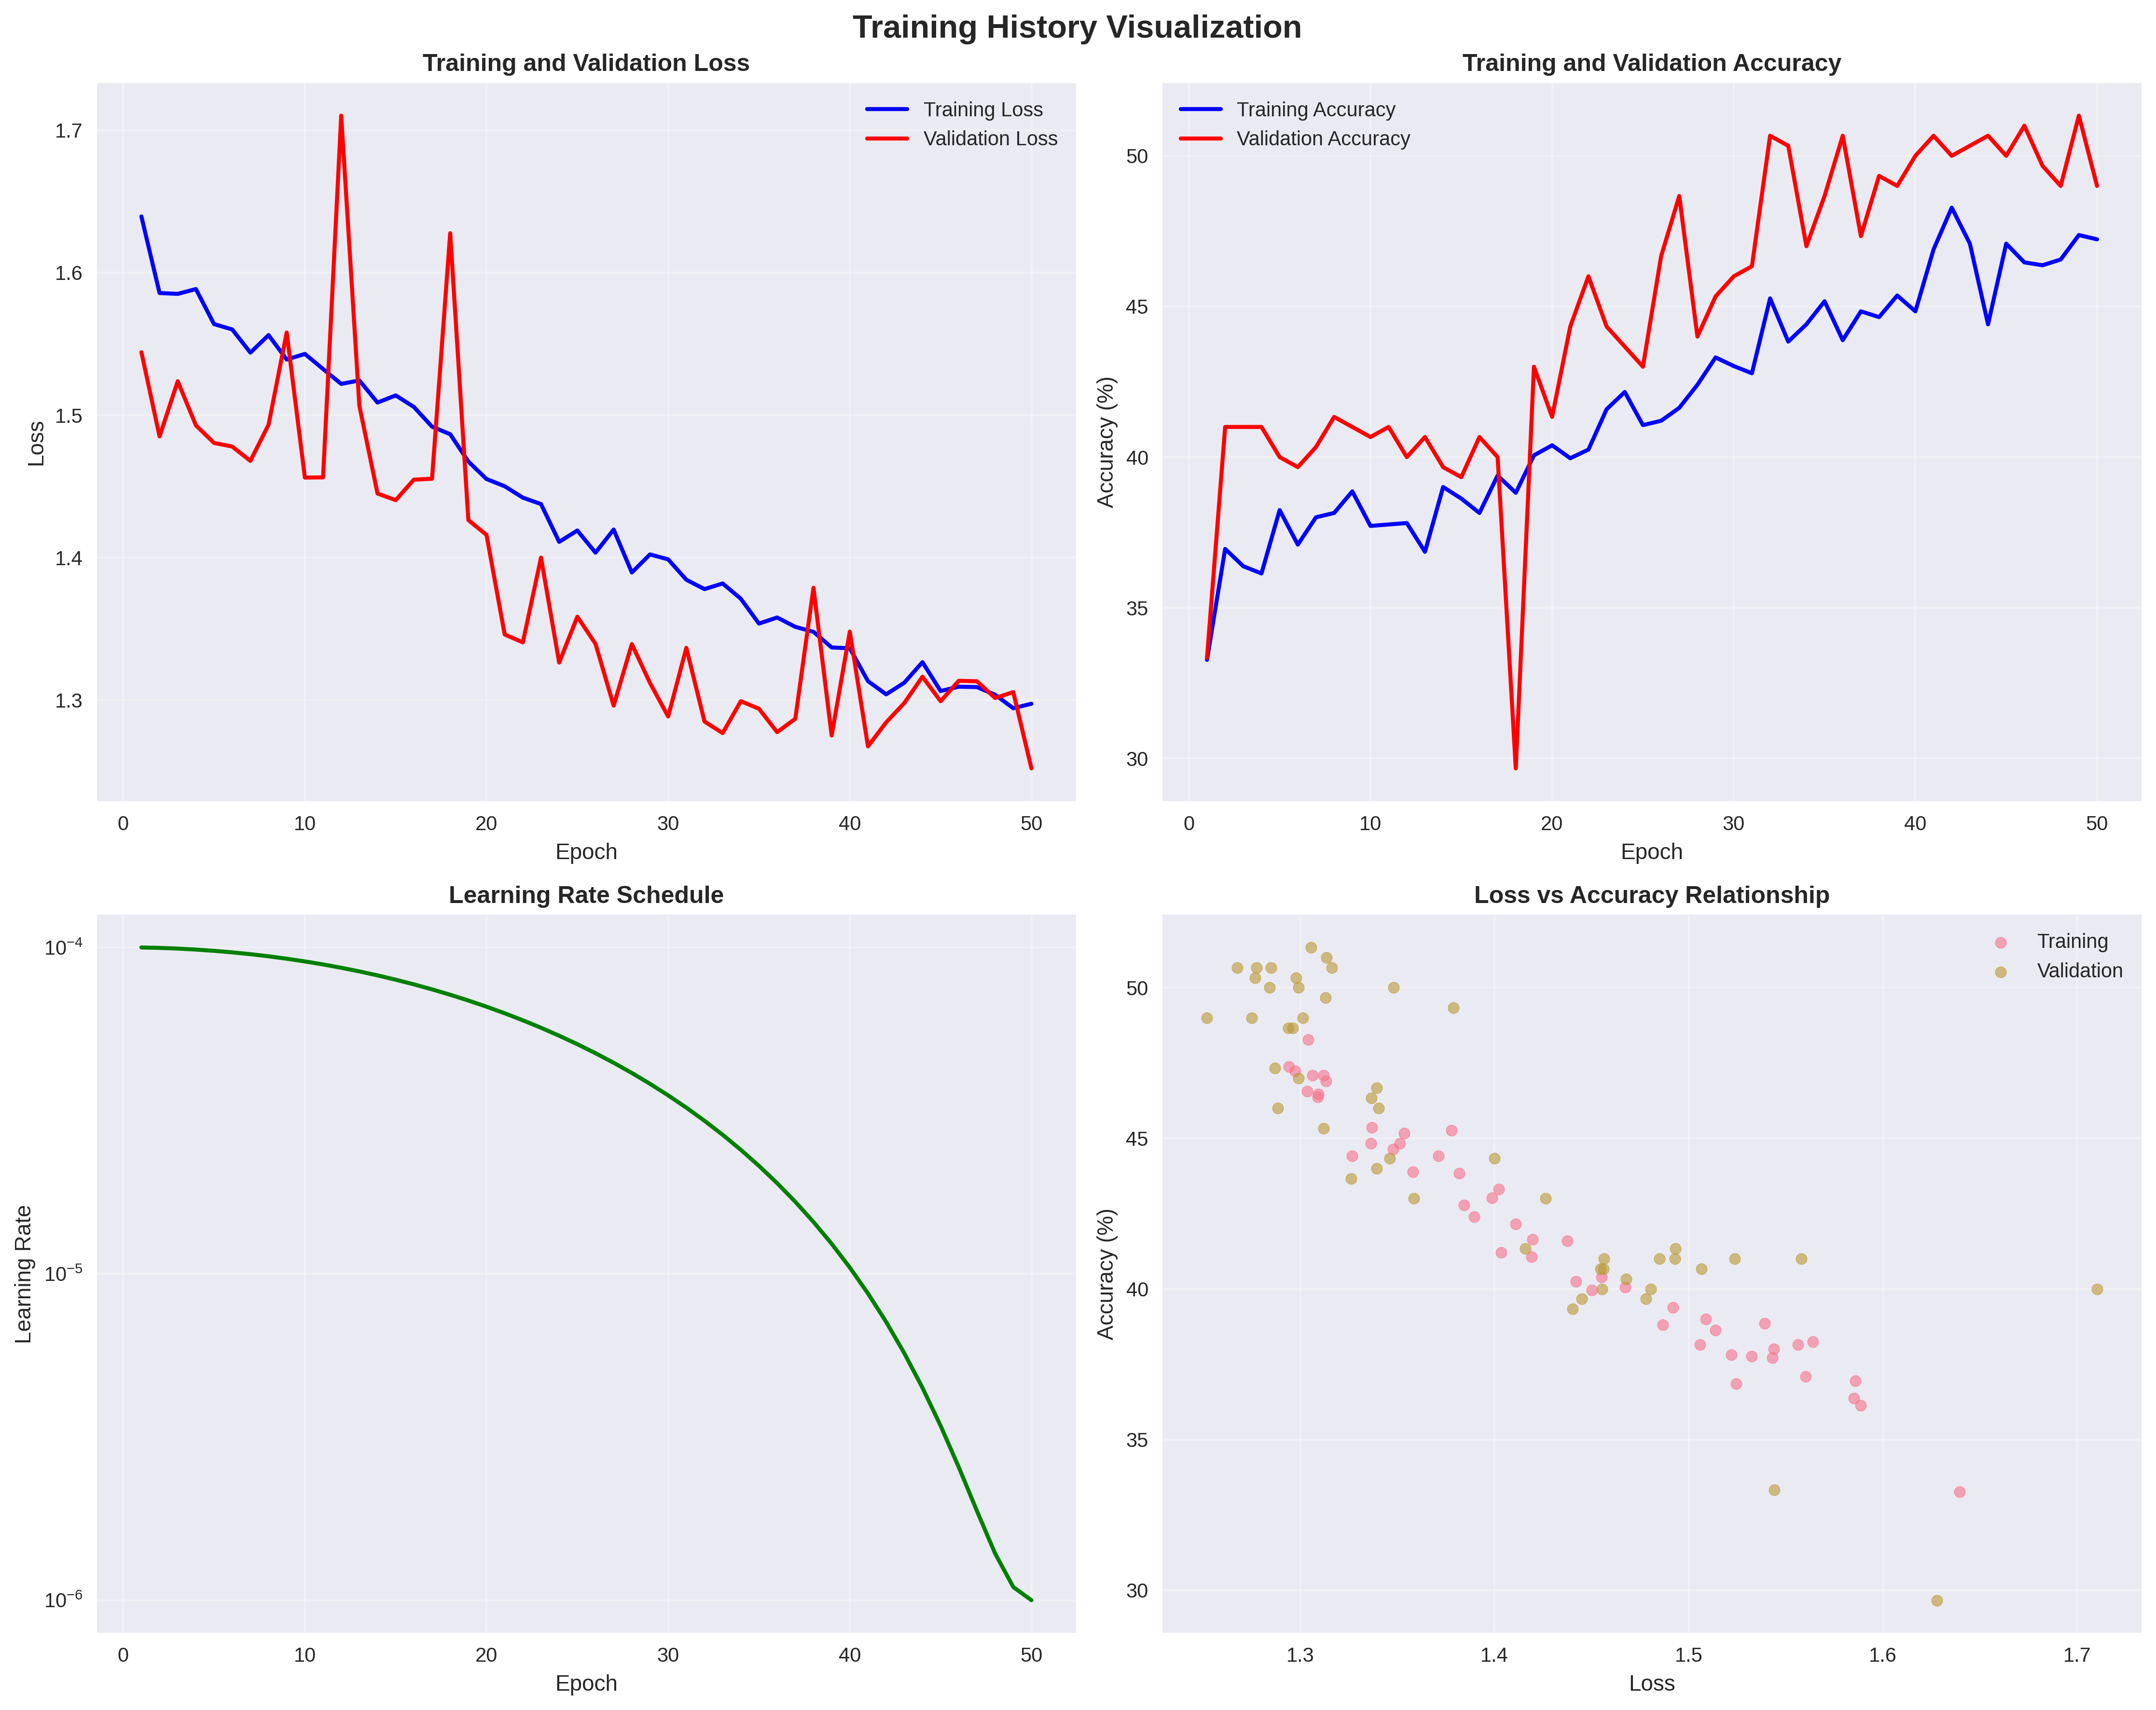 Training History Visualization
Training and Validation Loss
Training Loss
Validation Loss
1.7
1.6
1.5
1.4
1.3
Loss
0 10 20 30 40 50
Epoch
Training and Validation Accuracy
Training Accuracy
Validation Accuracy
50
45
40
35
30
Accuracy (%)
0 10 20 30 40 50
Epoch
Learning Rate Schedule
10⁻⁴
10⁻⁵
10⁻⁶
Learning Rate
0 10 20 30 40 50
Epoch
Loss vs Accuracy Relationship
Training
Validation
50
45
40
35
30
Accuracy (%)
1.3 1.4 1.5 1.6 1.7
Loss